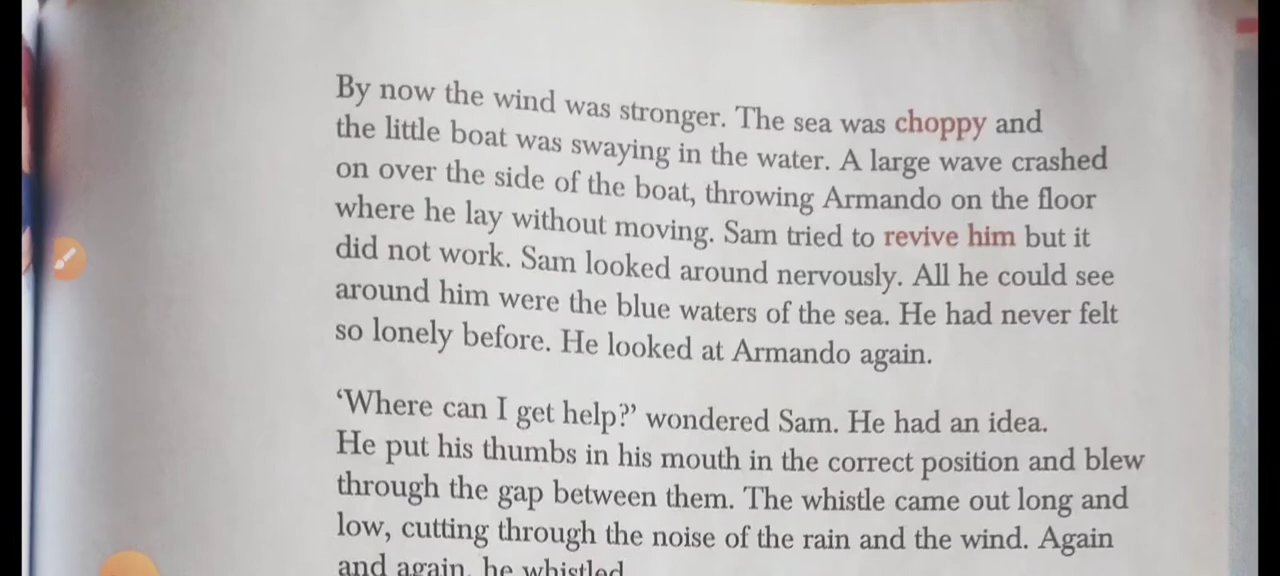 By now the wind was stronger. The sea was choppy and
the little boat was swaying in the water. A large wave crashed
on over the side of the boat, throwing Armando on the floor
where he lay without moving. Sam tried to revive him but it
did not work. Sam looked around nervously. All he could see
around him were the blue waters of the sea. He had never felt
so lonely before. He looked at Armando again.
‘Where can I get help?’ wondered Sam. He had an idea.
He put his thumbs in his mouth in the correct position and blew
through the gap between them. The whistle came out long and
low, cutting through the noise of the rain and the wind. Again
and again, he whistled